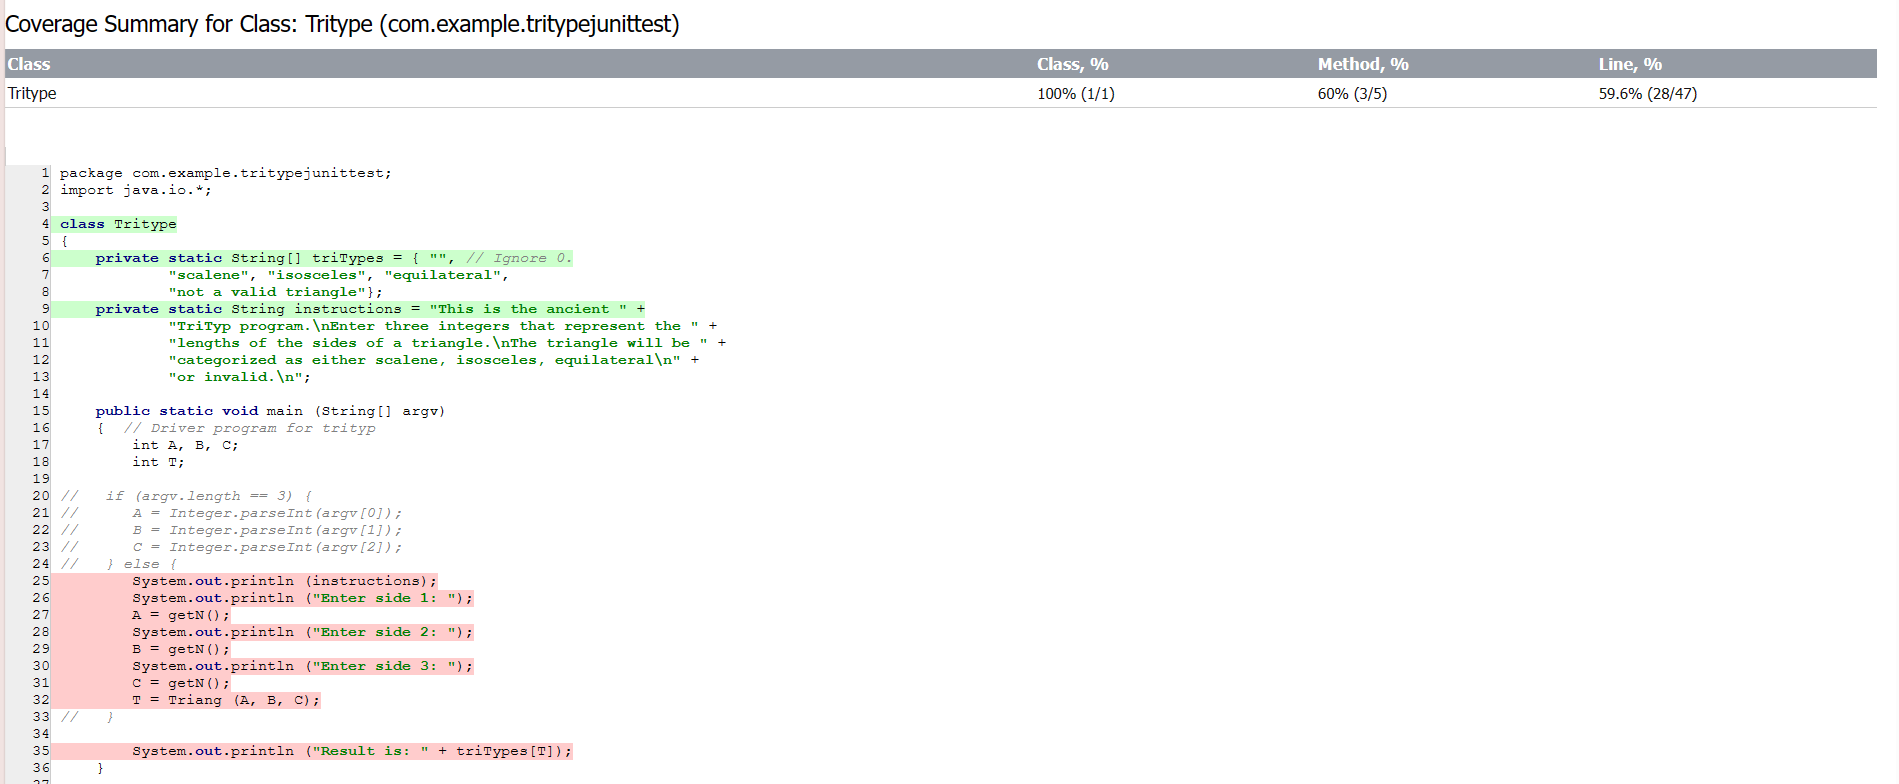 Coverage Summary for Class: Tritype (com.example.tritypejunittest)
Class Class, % Method, % Line, %
Tritype 100% (1/1) 60% (3/5) 59.6% (28/47)
1 package com.example.tritypejunittest;
2 import java.io.*;
3
4 class Tritype
5 {
6     private static String[] triTypes = { "", // Ignore 0.
7             "scalene", "isosceles", "equilateral",
8             "not a valid triangle"};
9     private static String instructions = "This is the ancient " +
10             "TriTyp program.\nEnter three integers that represent the " +
11             "lengths of the sides of a triangle.\nThe triangle will be " +
12             "categorized as either scalene, isosceles, equilateral\n" +
13             "or invalid.\n";
14
15     public static void main (String[] argv)
16     {  // Driver program for trityp
17         int A, B, C;
18         int T;
19
20 //   if (argv.length == 3) {
21 //      A = Integer.parseInt(argv[0]);
22 //      B = Integer.parseInt(argv[1]);
23 //      C = Integer.parseInt(argv[2]);
24 //   } else {
25         System.out.println (instructions);
26         System.out.println ("Enter side 1: ");
27         A = getN();
28         System.out.println ("Enter side 2: ");
29         B = getN();
30         System.out.println ("Enter side 3: ");
31         C = getN();
32         T = Triang (A, B, C);
33 //   }
34
35         System.out.println ("Result is: " + triTypes[T]);
36     }
37